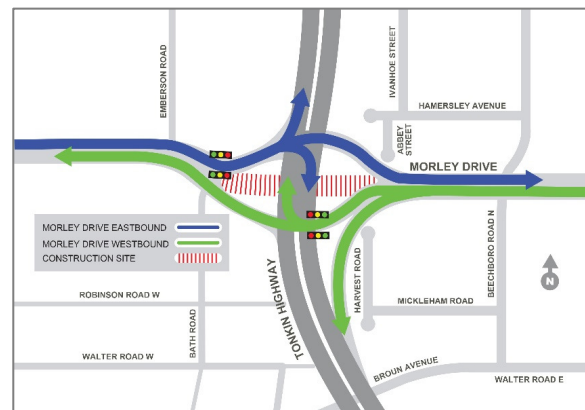 EMBERSON ROAD
IVANHOE STREET
HAMERSLEY AVENUE
ABBEY
STREET
MORLEY DRIVE
MORLEY DRIVE EASTBOUND
MORLEY DRIVE WESTBOUND
CONSTRUCTION SITE
BEECHBORO ROAD N
HARVEST ROAD
N
ROBINSON ROAD W
BATH ROAD
TONKIN HIGHWAY
MICKLEHAM ROAD
WALTER ROAD W
BROUN AVENUE
WALTER ROAD E